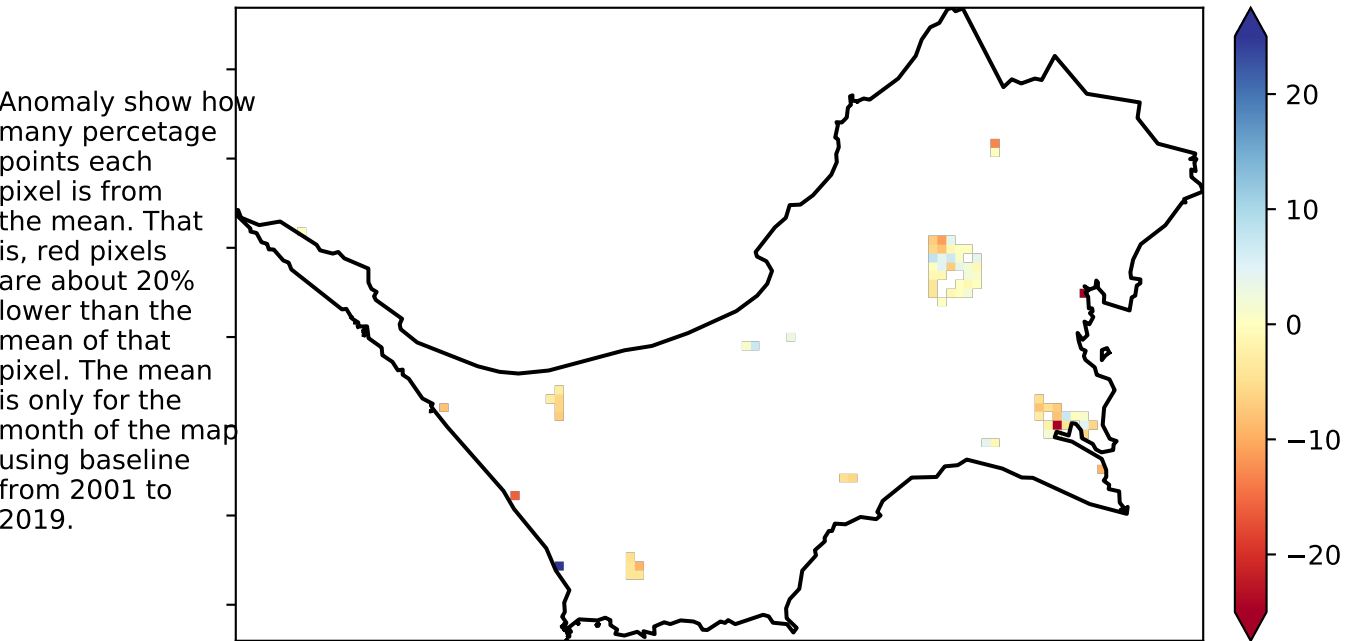 Anomaly show how
many percetage
points each
pixel is from
the mean. That
is, red pixels
are about 20%
lower than the
mean of that
pixel. The mean
is only for the
month of the map
using baseline
from 2001 to
2019.
20
10
0
−10
−20